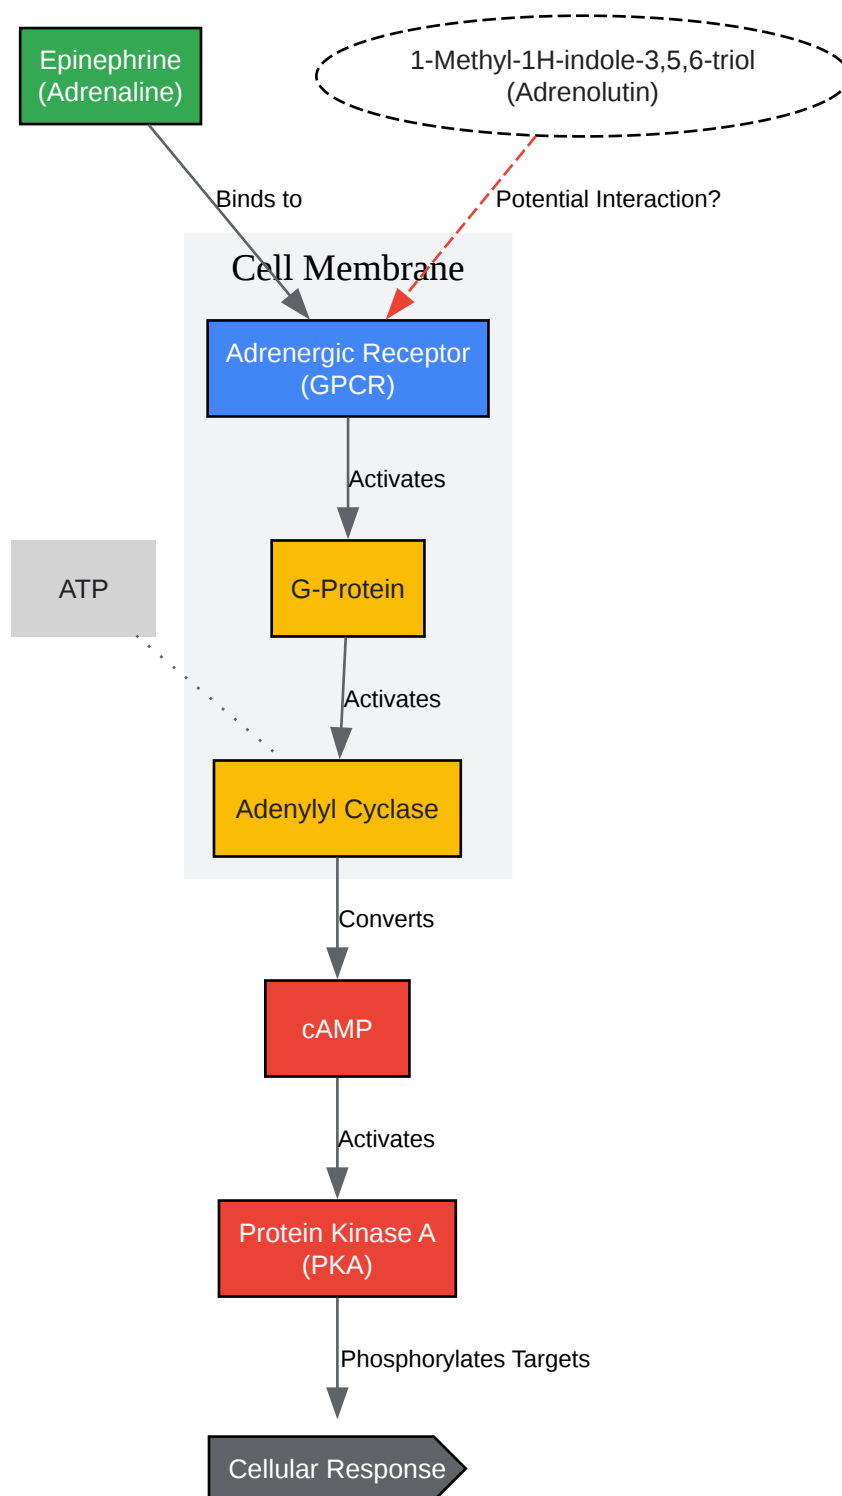 Epinephrine
(Adrenaline)
1-Methyl-1H-indole-3,5,6-triol
(Adrenolutin)
Binds to
Potential Interaction?
Cell Membrane
Adrenergic Receptor
(GPCR)
Activates
ATP
G-Protein
Activates
Adenylyl Cyclase
Converts
cAMP
Activates
Protein Kinase A
(PKA)
Phosphorylates Targets
Cellular Response